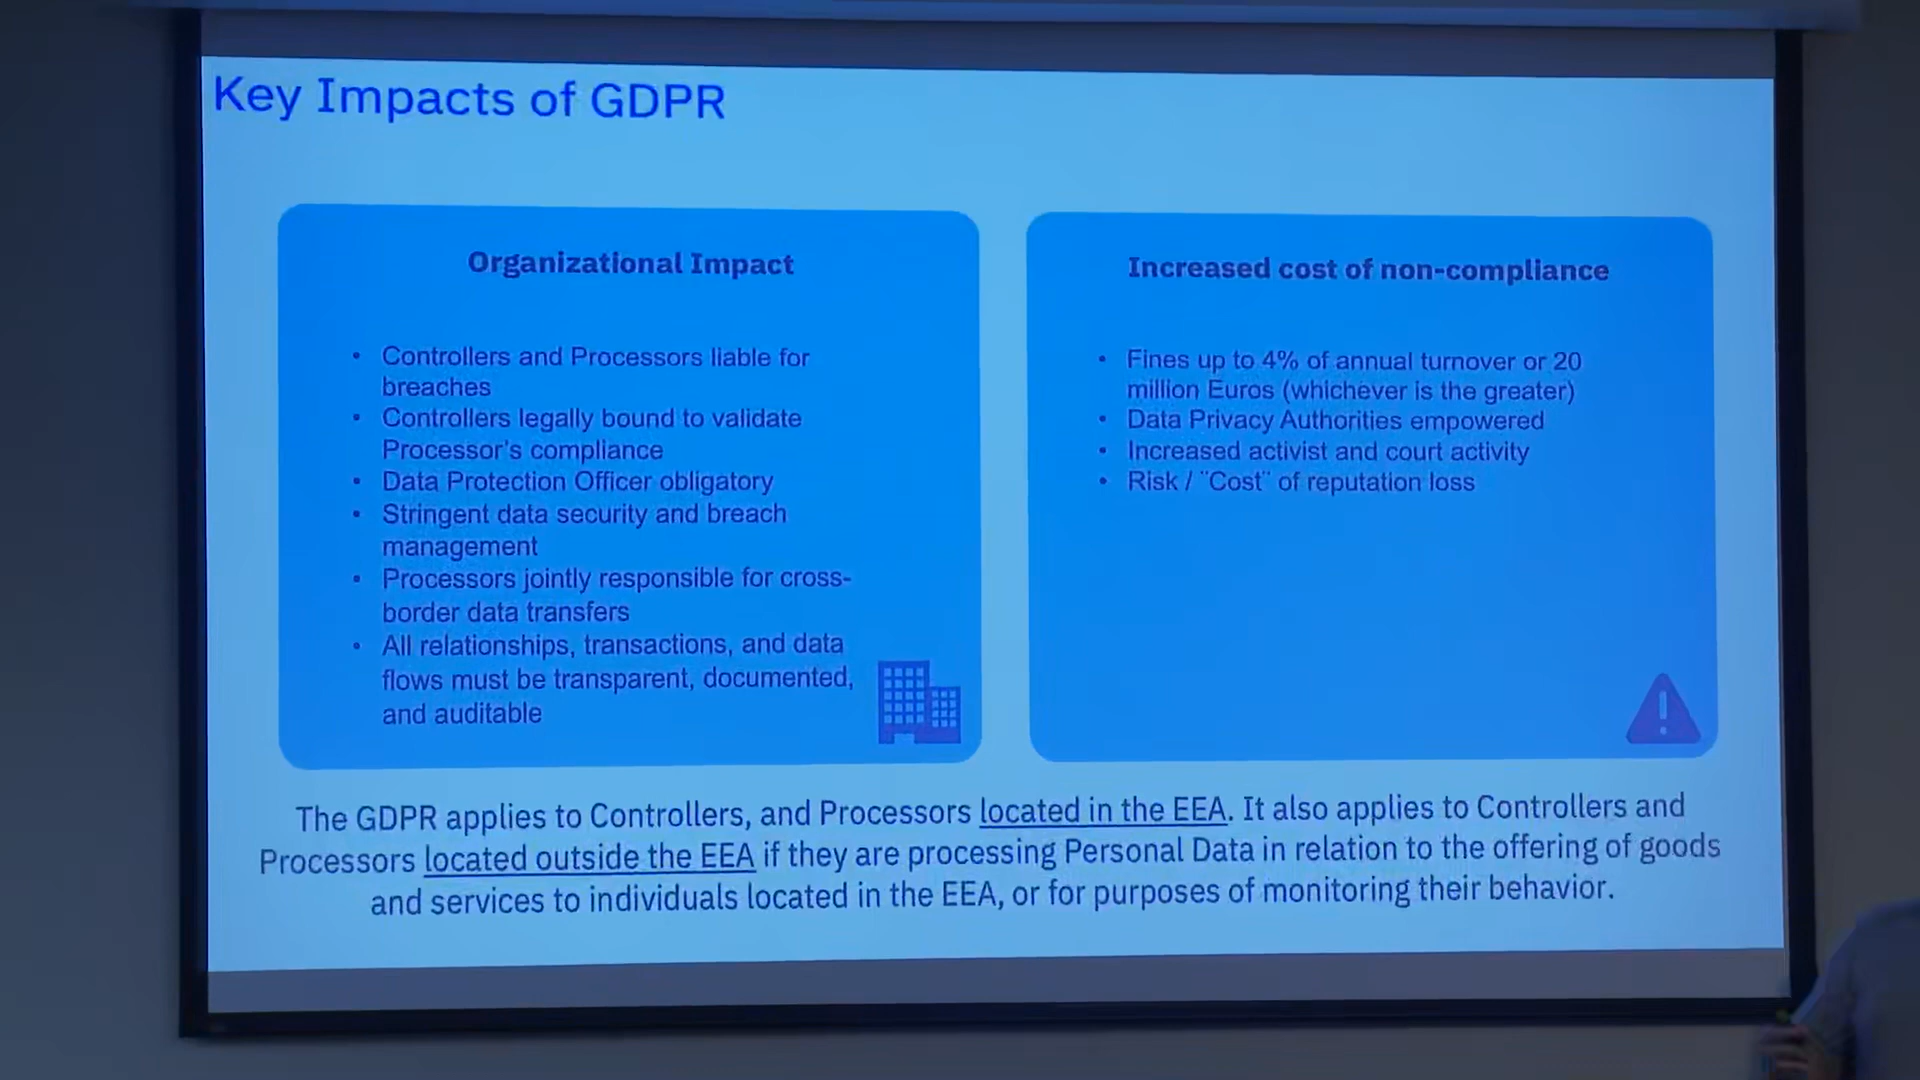 Key Impacts of GDPR
Organizational Impact
• Controllers and Processors liable for
breaches
• Controllers legally bound to validate
Processor's compliance
• Data Protection Officer obligatory
• Stringent data security and breach
management
• Processors jointly responsible for cross-
border data transfers
• All relationships, transactions, and data
flows must be transparent, documented,
and auditable
Increased cost of non-compliance
• Fines up to 4% of annual turnover or 20
million Euros (whichever is the greater)
• Data Privacy Authorities empowered
• Increased activist and court activity
• Risk / ¨Cost¨ of reputation loss
The GDPR applies to Controllers, and Processors located in the EEA. It also applies to Controllers and
Processors located outside the EEA if they are processing Personal Data in relation to the offering of goods
and services to individuals located in the EEA, or for purposes of monitoring their behavior.